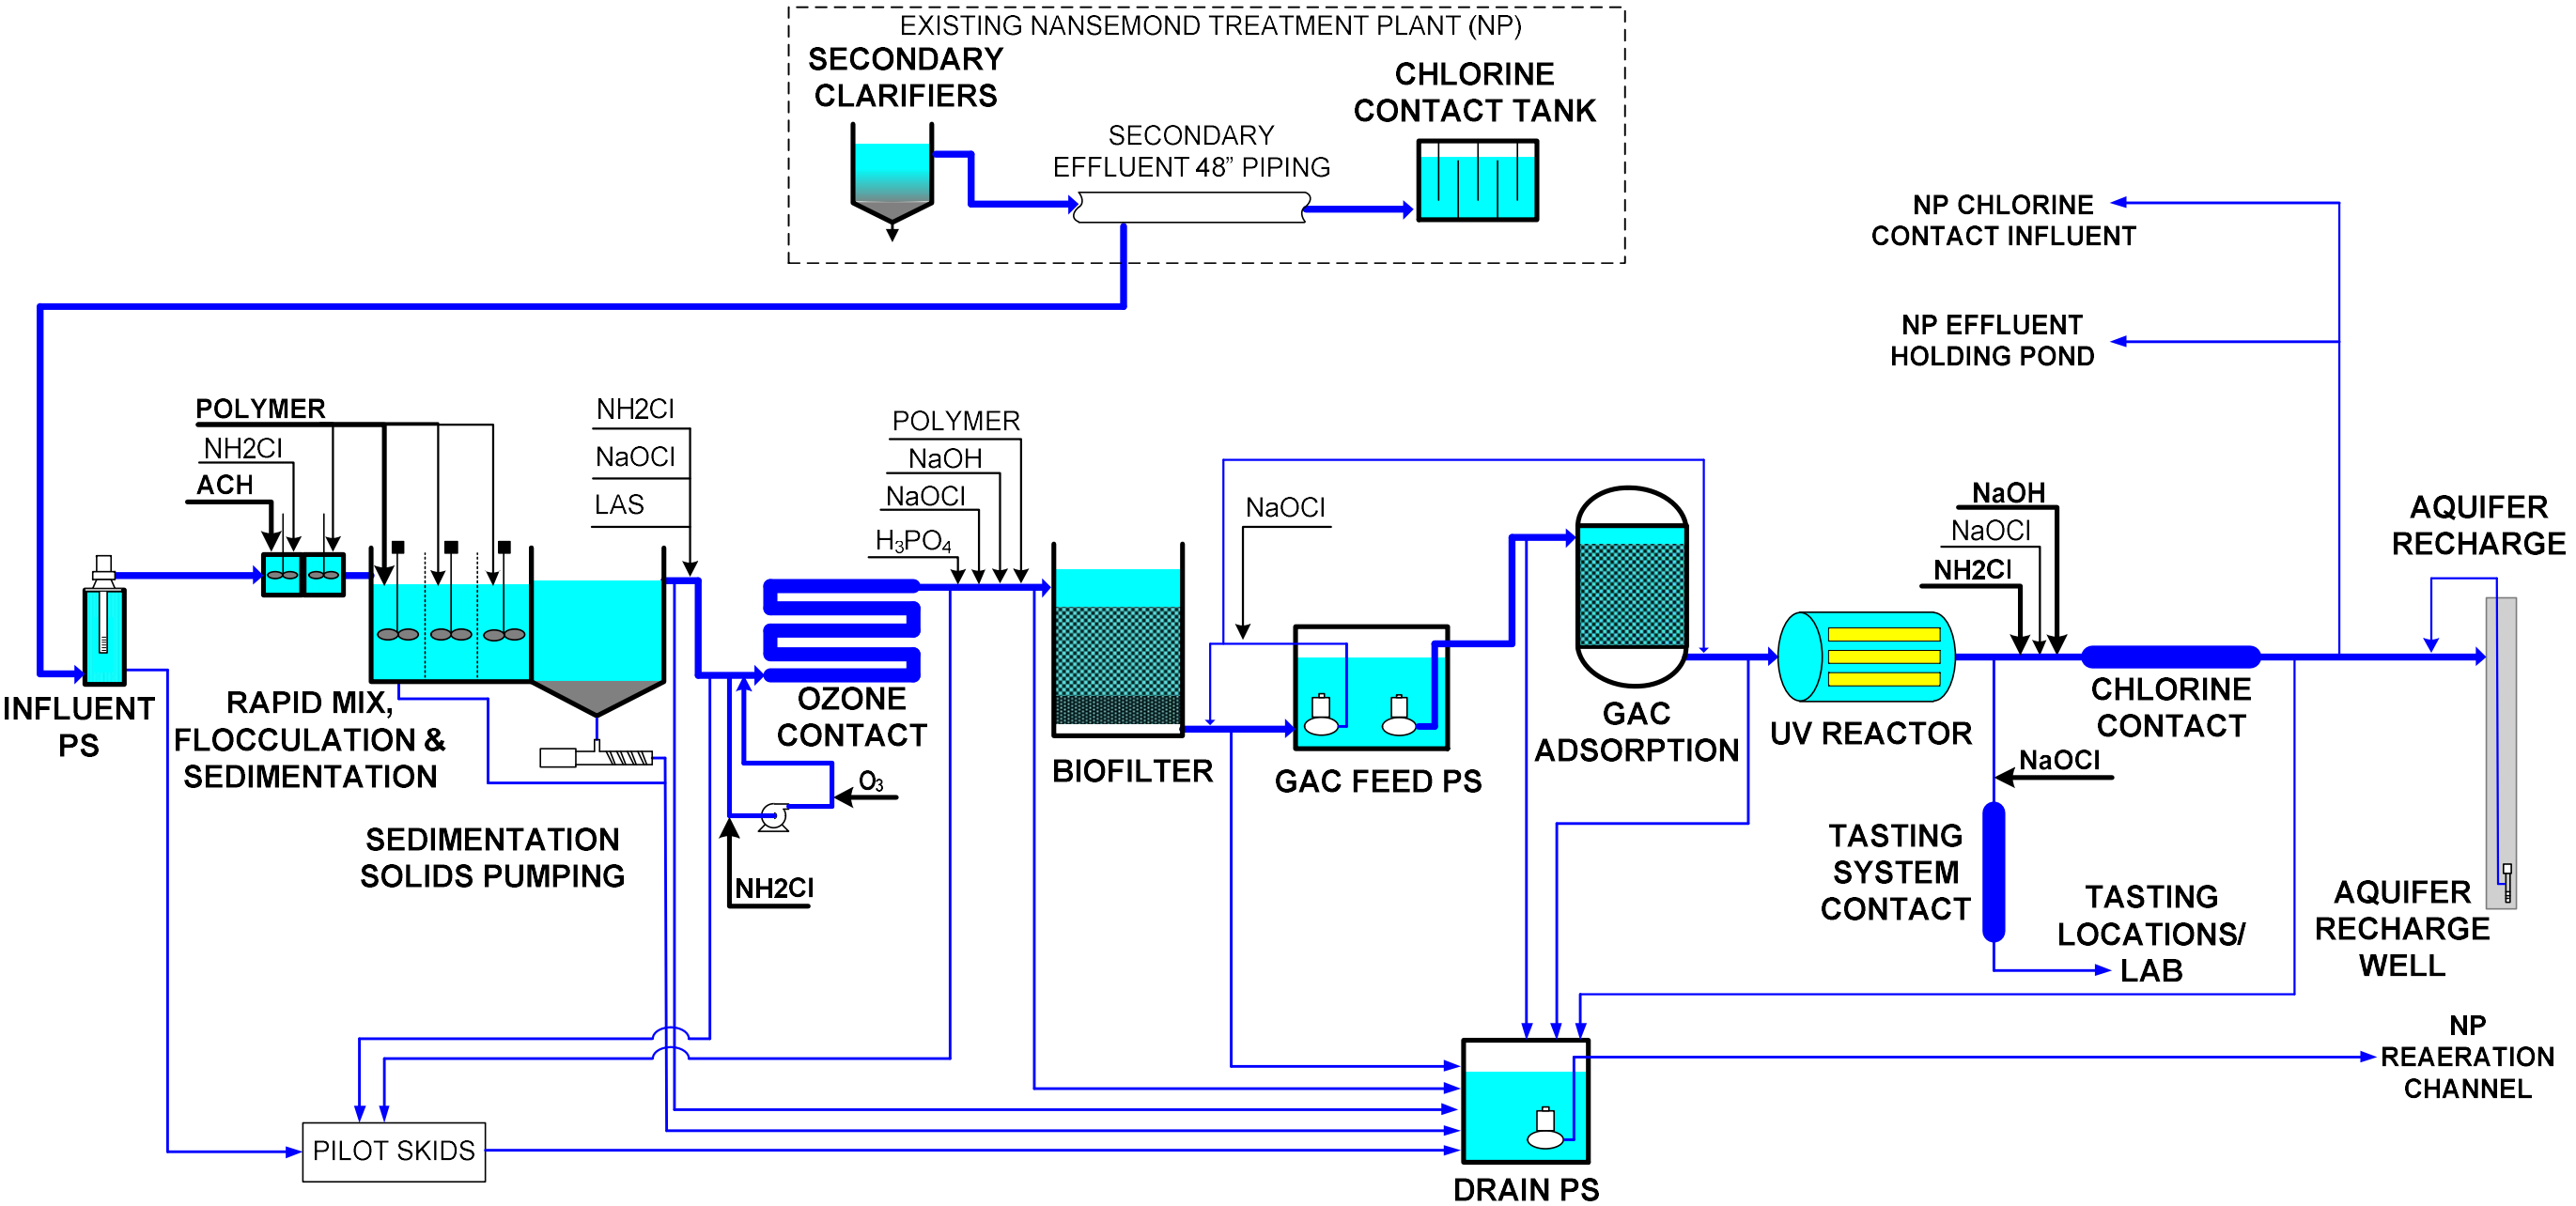 EXISTING NANSEMOND TREATMENT PLANT (NP)
SECONDARY
CLARIFIERS
SECONDARY
EFFLUENT 48” PIPING
CHLORINE
CONTACT TANK
NP CHLORINE
CONTACT INFLUENT
NP EFFLUENT
HOLDING POND
POLYMER
NH2Cl
ACH
NH2Cl
NaOCl
LAS
POLYMER
NaOH
NaOCl
H₃PO₄
NaOCl
NaOH
NaOCl
NH2Cl
AQUIFER
RECHARGE
INFLUENT
PS
RAPID MIX,
FLOCCULATION &
SEDIMENTATION
OZONE
CONTACT
BIOFILTER
GAC FEED PS
GAC
ADSORPTION
UV REACTOR
CHLORINE
CONTACT
NaOCl
O₃
SEDIMENTATION
SOLIDS PUMPING
NH2Cl
TASTING
SYSTEM
CONTACT
TASTING
LOCATIONS/
LAB
AQUIFER
RECHARGE
WELL
NP
REAERATION
CHANNEL
PILOT SKIDS
DRAIN PS